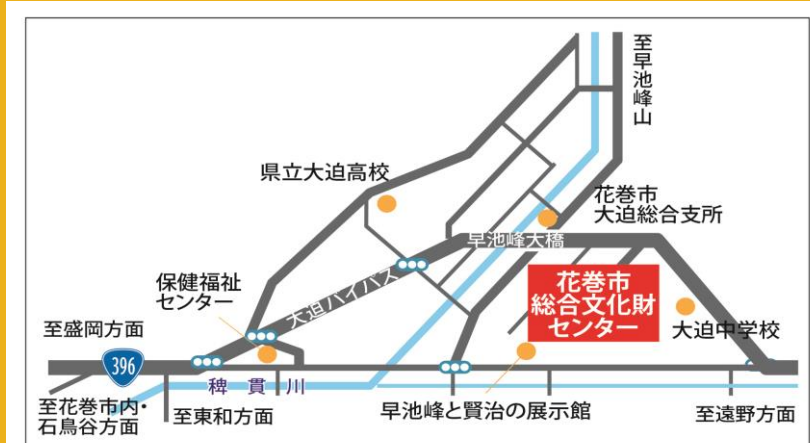 至早池峰山
県立大迫高校
花巻市
大迫総合支所
早池峰大橋
保健福祉
センター
大迫バイパス
花巻市
総合文化財
センター
至盛岡方面
大迫中学校
396
稗貫川
至花巻市内・
石鳥谷方面
至東和方面
早池峰と賢治の展示館
至遠野方面